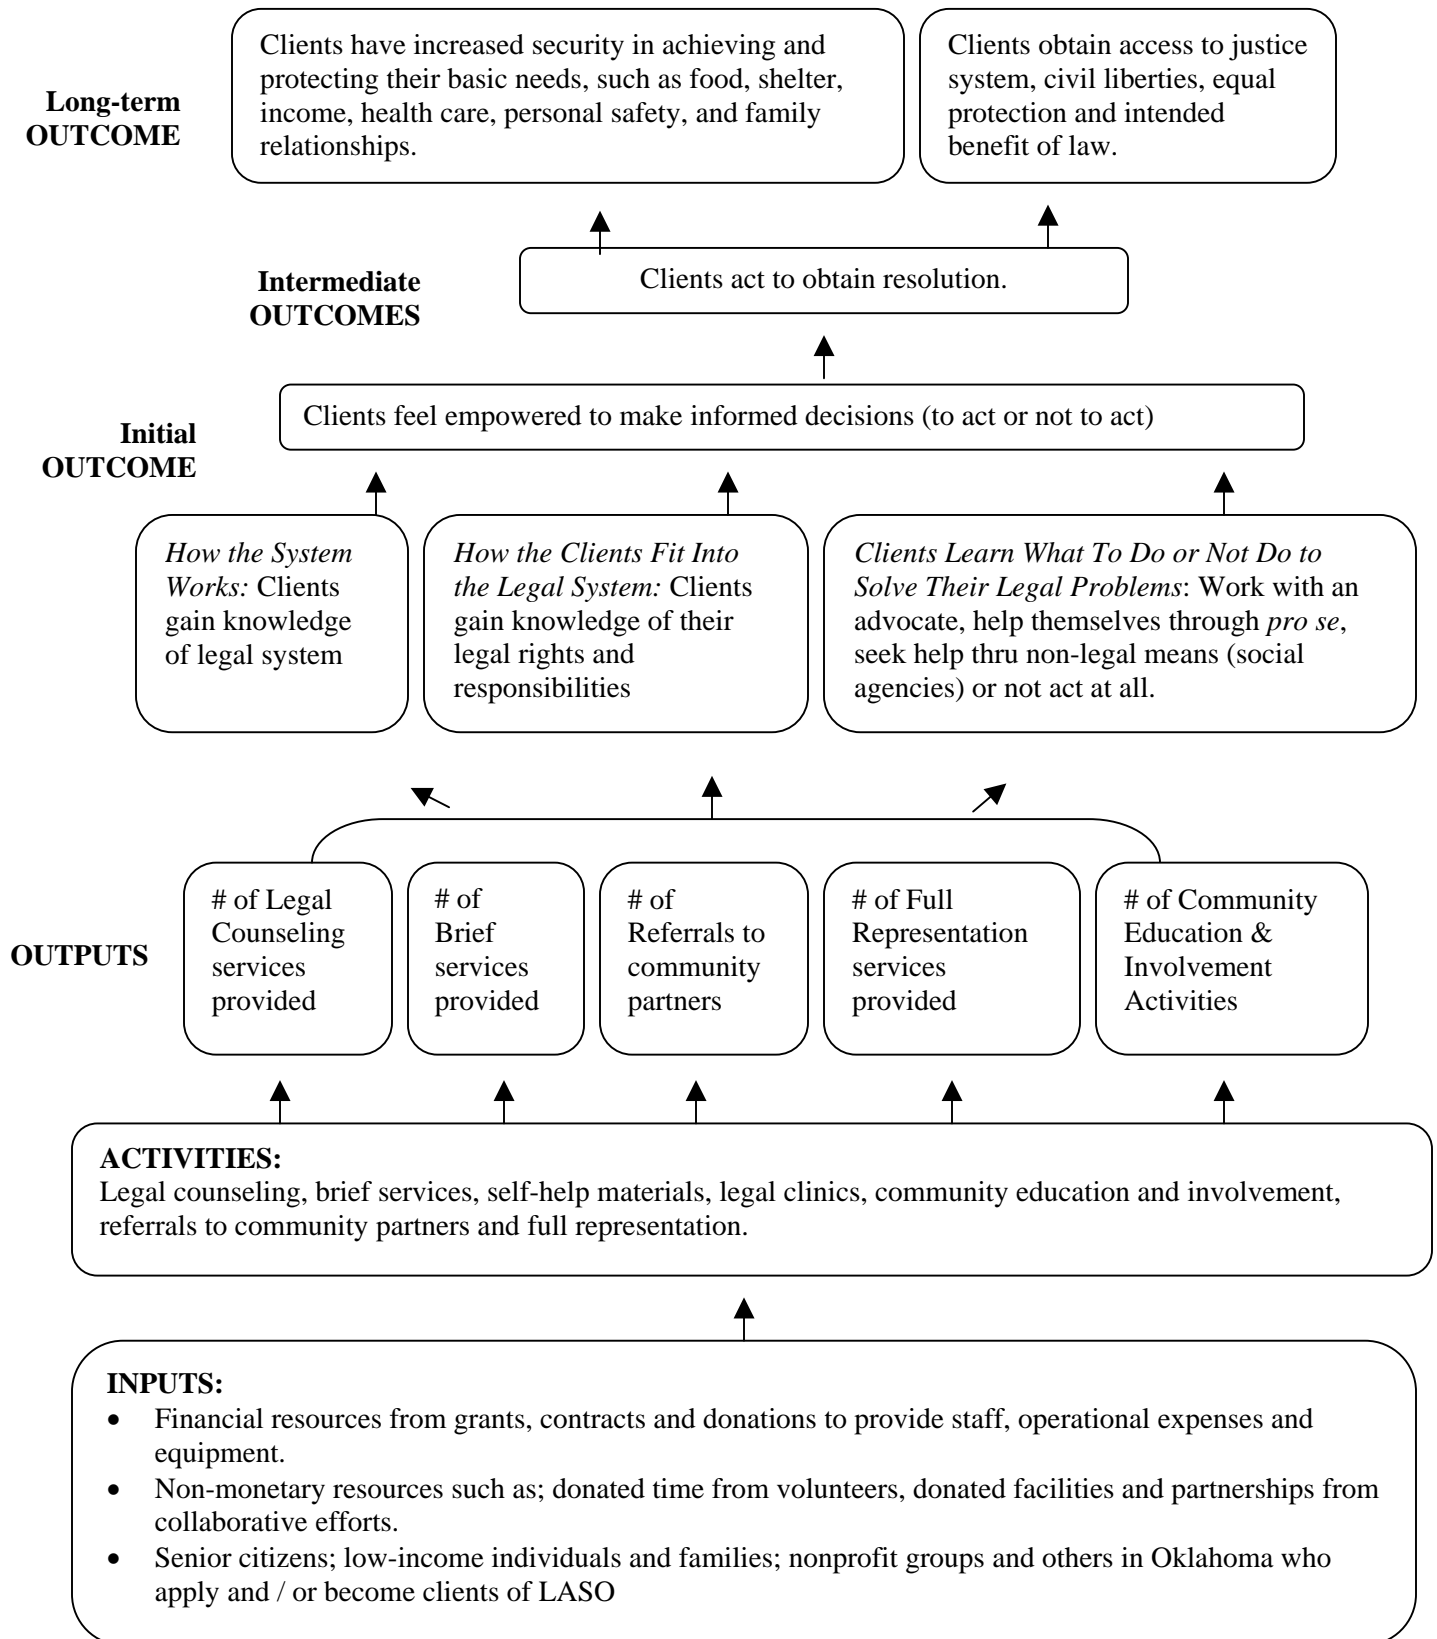 Long-term
OUTCOME
Clients have increased security in achieving and
protecting their basic needs, such as food, shelter,
income, health care, personal safety, and family
relationships.
Clients obtain access to justice
system, civil liberties, equal
protection and intended
benefit of law.
Intermediate
OUTCOMES
Clients act to obtain resolution.
Initial
OUTCOME
Clients feel empowered to make informed decisions (to act or not to act)
How the System
Works: Clients
gain knowledge
of legal system
How the Clients Fit Into
the Legal System: Clients
gain knowledge of their
legal rights and
responsibilities
Clients Learn What To Do or Not Do to
Solve Their Legal Problems: Work with an
advocate, help themselves through pro se,
seek help thru non-legal means (social
agencies) or not act at all.
OUTPUTS
# of Legal
Counseling
services
provided
# of
Brief
services
provided
# of
Referrals to
community
partners
# of Full
Representation
services
provided
# of Community
Education &
Involvement
Activities
ACTIVITIES:
Legal counseling, brief services, self-help materials, legal clinics, community education and involvement,
referrals to community partners and full representation.
INPUTS:
• Financial resources from grants, contracts and donations to provide staff, operational expenses and
equipment.
• Non-monetary resources such as; donated time from volunteers, donated facilities and partnerships from
collaborative efforts.
• Senior citizens; low-income individuals and families; nonprofit groups and others in Oklahoma who
apply and / or become clients of LASO